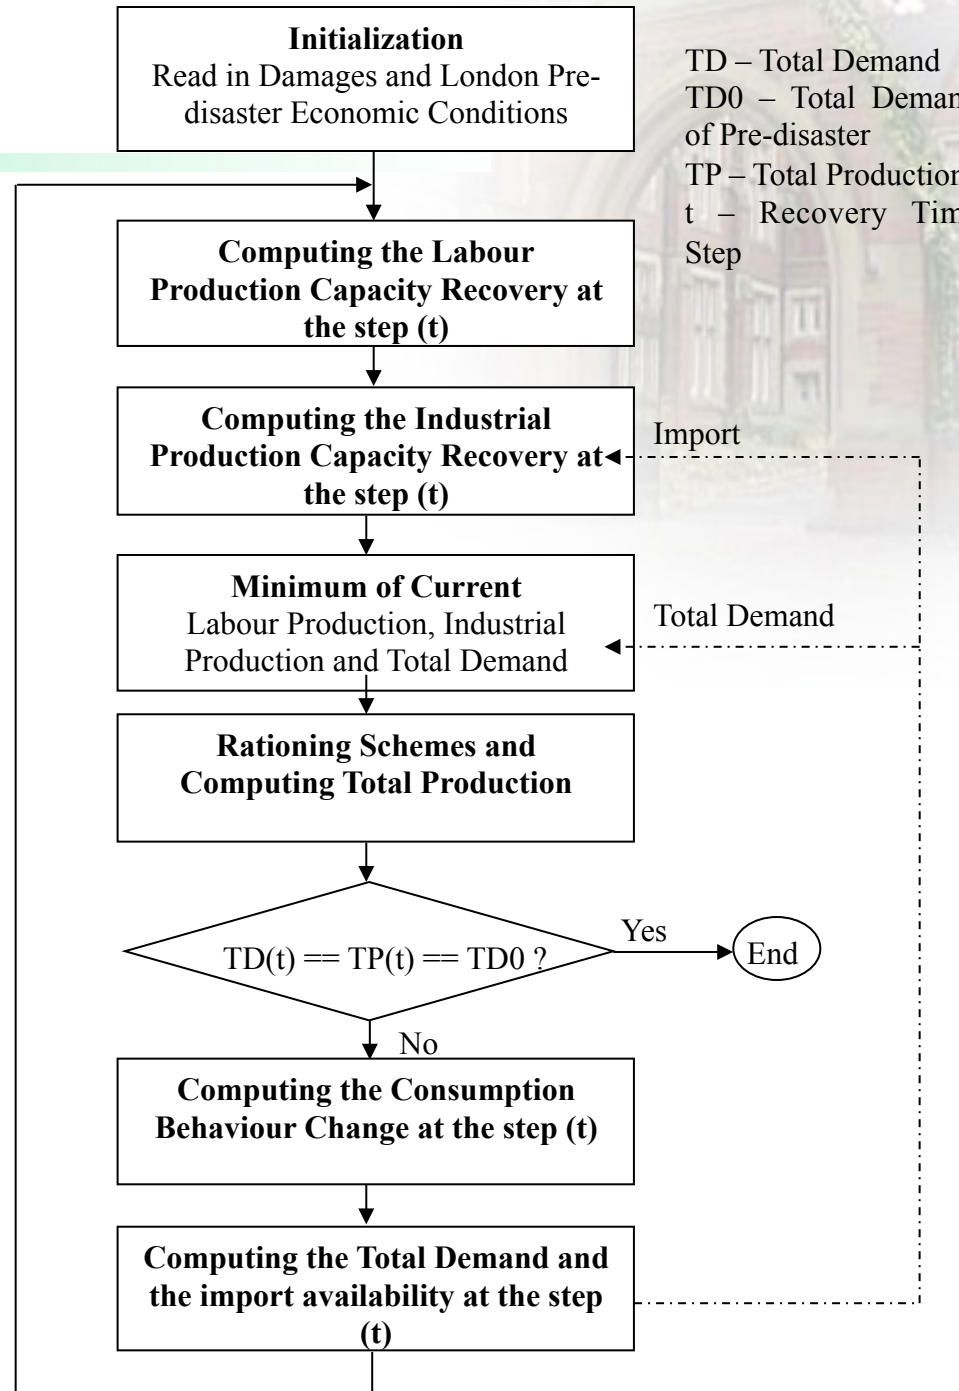 Initialization
Read in Damages and London Pre-
disaster Economic Conditions
TD – Total Demand
TD0 – Total Deman
of Pre-disaster
TP – Total Production
t – Recovery Tim
Step
Computing the Labour
Production Capacity Recovery at
the step (t)
Computing the Industrial
Production Capacity Recovery at
the step (t)
Import
Minimum of Current
Labour Production, Industrial
Production and Total Demand
Total Demand
Rationing Schemes and
Computing Total Production
TD(t) == TP(t) == TD0 ?
Yes
End
No
Computing the Consumption
Behaviour Change at the step (t)
Computing the Total Demand and
the import availability at the step
(t)